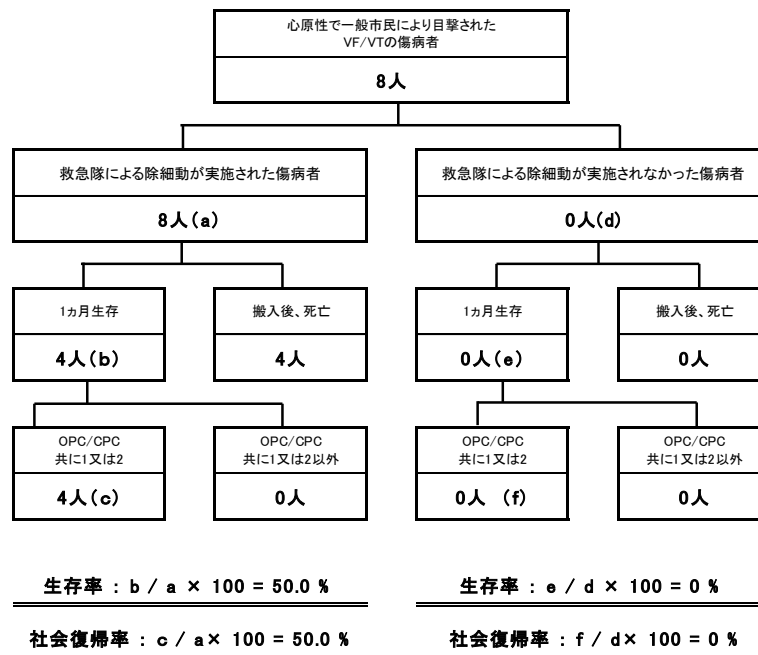 心原性で一般市民により目撃された
VF/VTの傷病者
8人
救急隊による除細動が実施された傷病者
8人(a)
救急隊による除細動が実施されなかった傷病者
0人(d)
1ヵ月生存
4人(b)
搬入後、死亡
4人
1ヵ月生存
0人(e)
搬入後、死亡
0人
OPC/CPC
共に1又は2
4人(c)
OPC/CPC
共に1又は2以外
0人
OPC/CPC
共に1又は2
0人 (f)
OPC/CPC
共に1又は2以外
0人
生存率 : b / a × 100 = 50.0 %
生存率 : e / d × 100 = 0 %
社会復帰率 : c / a× 100 = 50.0 %
社会復帰率 : f / d× 100 = 0 %